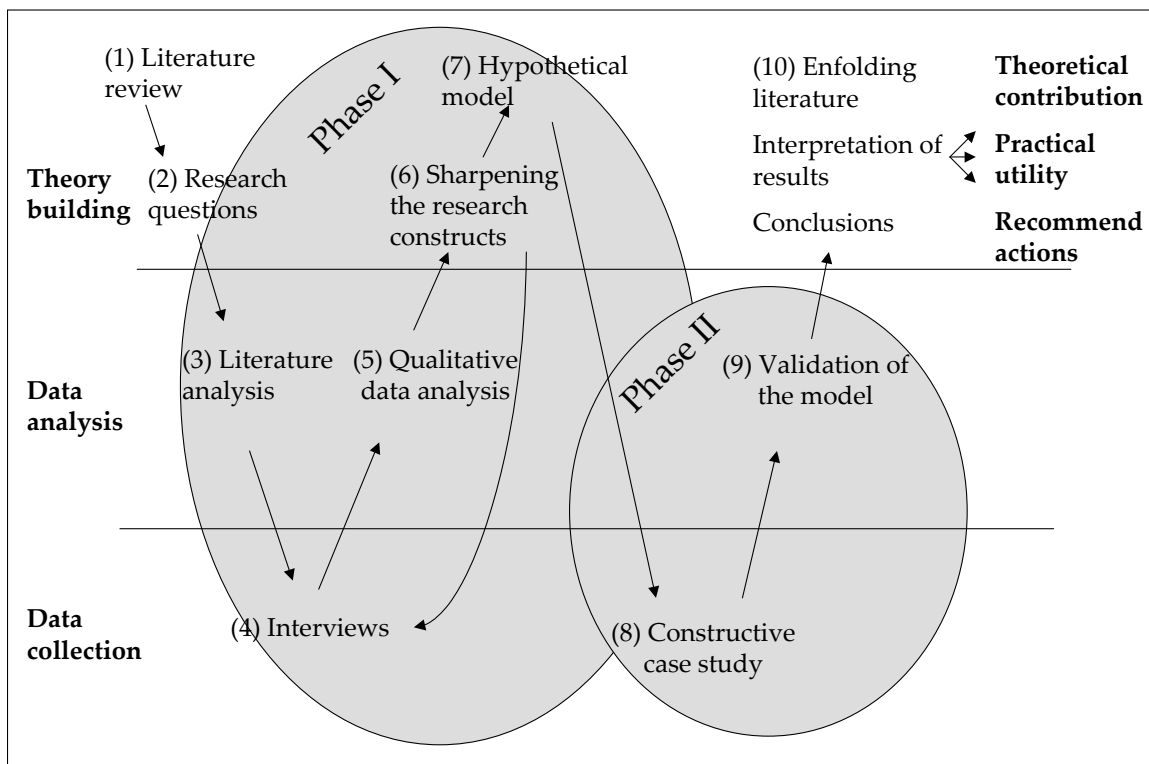 (1) Literature
review
Phase I
(7) Hypothetical
model
(10) Enfolding
literature
Theoretical
contribution
Theory
building
(2) Research
questions
(6) Sharpening
the research
constructs
Interpretation of
results
Practical
utility
Conclusions
Recommend
actions
Data
analysis
(3) Literature
analysis
(5) Qualitative
data analysis
Phase II
(9) Validation of
the model
Data
collection
(4) Interviews
(8) Constructive
case study